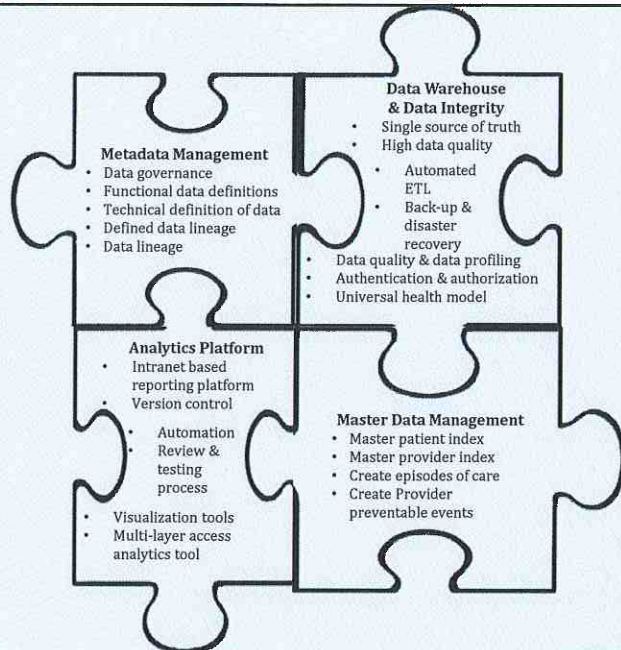 Metadata Management
• Data governance
• Functional data definitions
• Technical definition of data
• Defined data lineage
• Data lineage
Data Warehouse
& Data Integrity
• Single source of truth
• High data quality
• Automated
ETL
• Back-up &
disaster
recovery
• Data quality & data profiling
• Authentication & authorization
• Universal health model
Analytics Platform
• Intranet based
reporting platform
• Version control
• Automation
• Review &
testing
process
• Visualization tools
• Multi-layer access
analytics tool
Master Data Management
• Master patient index
• Master provider index
• Create episodes of care
• Create Provider
preventable events